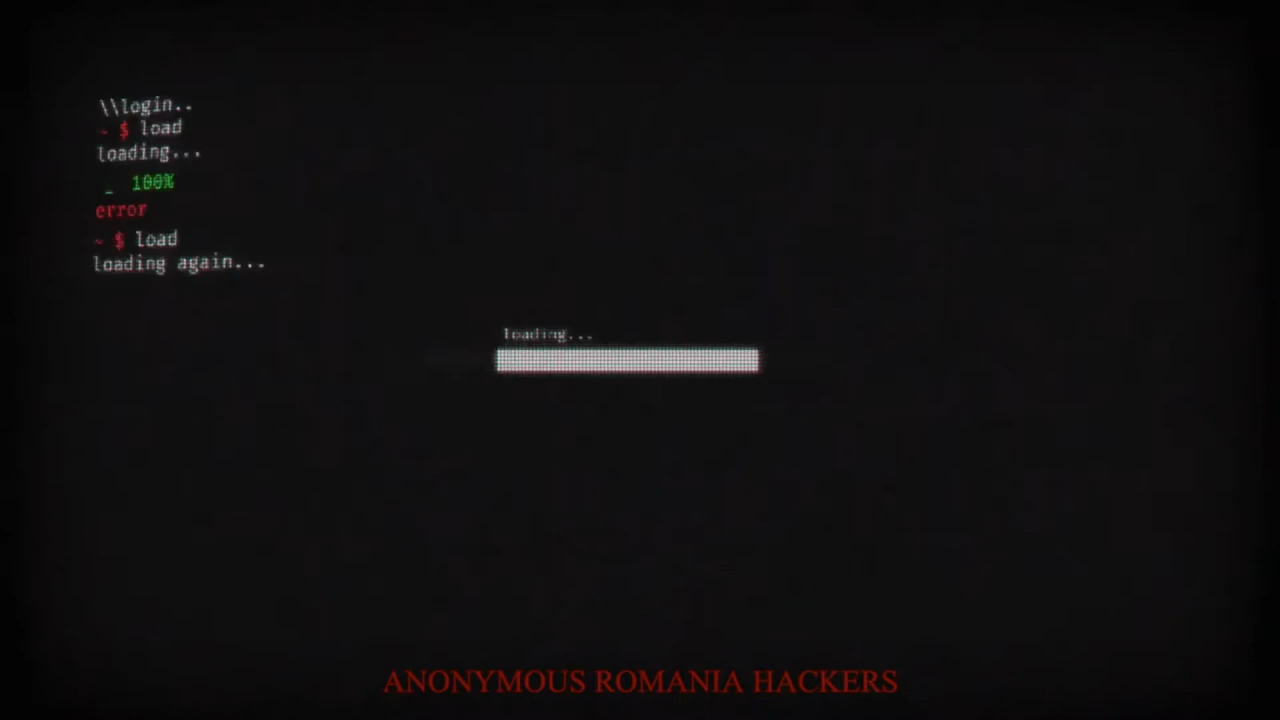 \\login..
~ $ load
loading...
_ 100%
error
~ $ load
loading again...
loading...
ANONYMOUS ROMANIA HACKERS